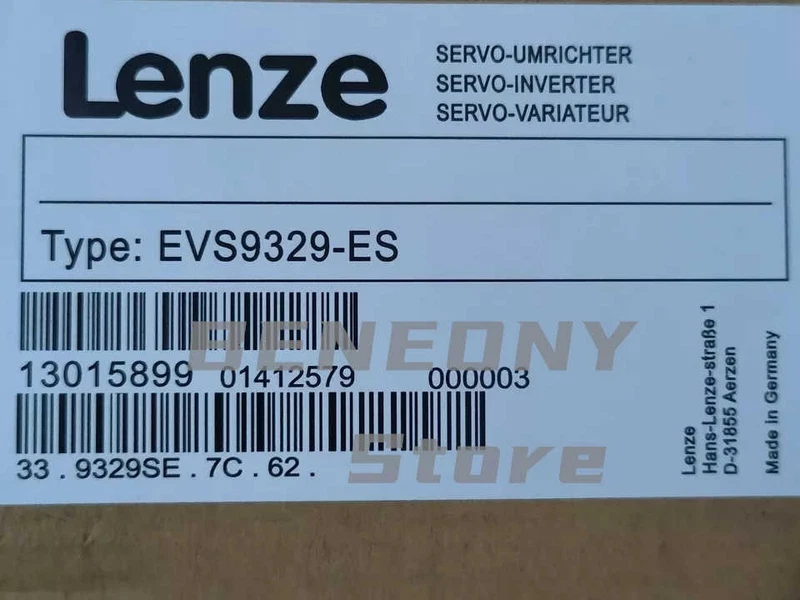 Lenze
SERVO-UMRICHTER
SERVO-INVERTER
SERVO-VARIATEUR
Type: EVS9329-ES
13015899 01412579 000003
33 . 9329SE . 7C . 62 .
Lenze
Hans-Lenze-straße 1
D-31855 Aerzen
Made in Germany
BENEONY
Store